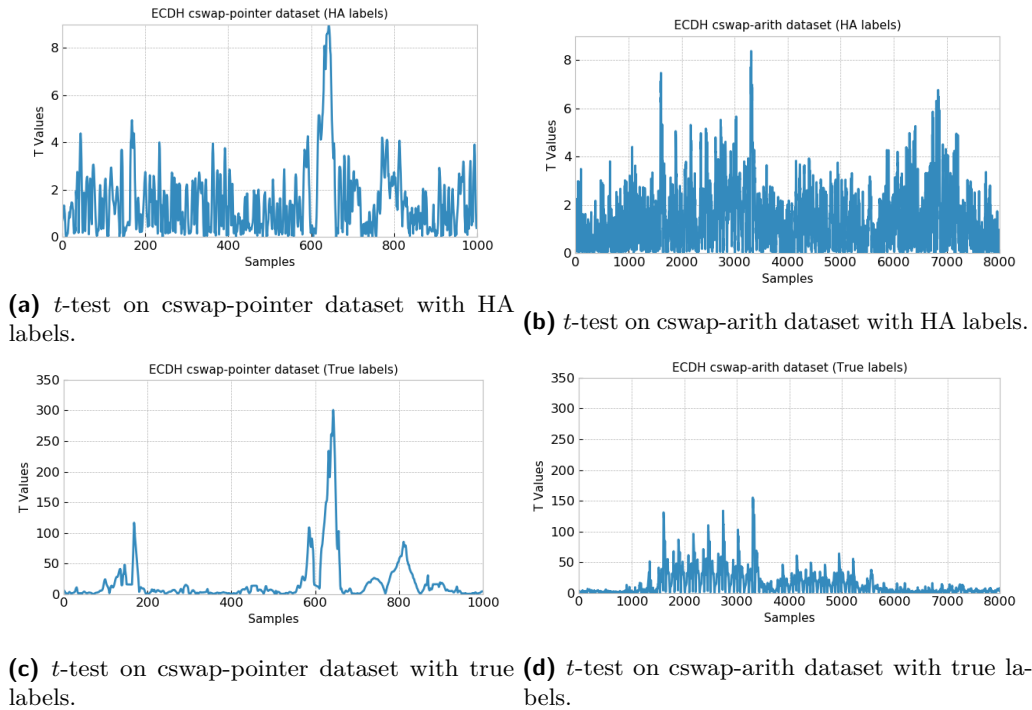 ECDH cswap-pointer dataset (HA labels)
8
6
4
2
0
T Values
0 200 400 600 800 1000
Samples
(a) t-test on cswap-pointer dataset with HA
labels.
ECDH cswap-arith dataset (HA labels)
8
6
4
2
0
T Values
0 1000 2000 3000 4000 5000 6000 7000 8000
Samples
(b) t-test on cswap-arith dataset with HA labels.
ECDH cswap-pointer dataset (True labels)
350
300
250
200
150
100
50
0
T Values
0 200 400 600 800 1000
Samples
(c) t-test on cswap-pointer dataset with true
labels.
ECDH cswap-arith dataset (True labels)
350
300
250
200
150
100
50
0
T Values
0 1000 2000 3000 4000 5000 6000 7000 8000
Samples
(d) t-test on cswap-arith dataset with true la-
bels.